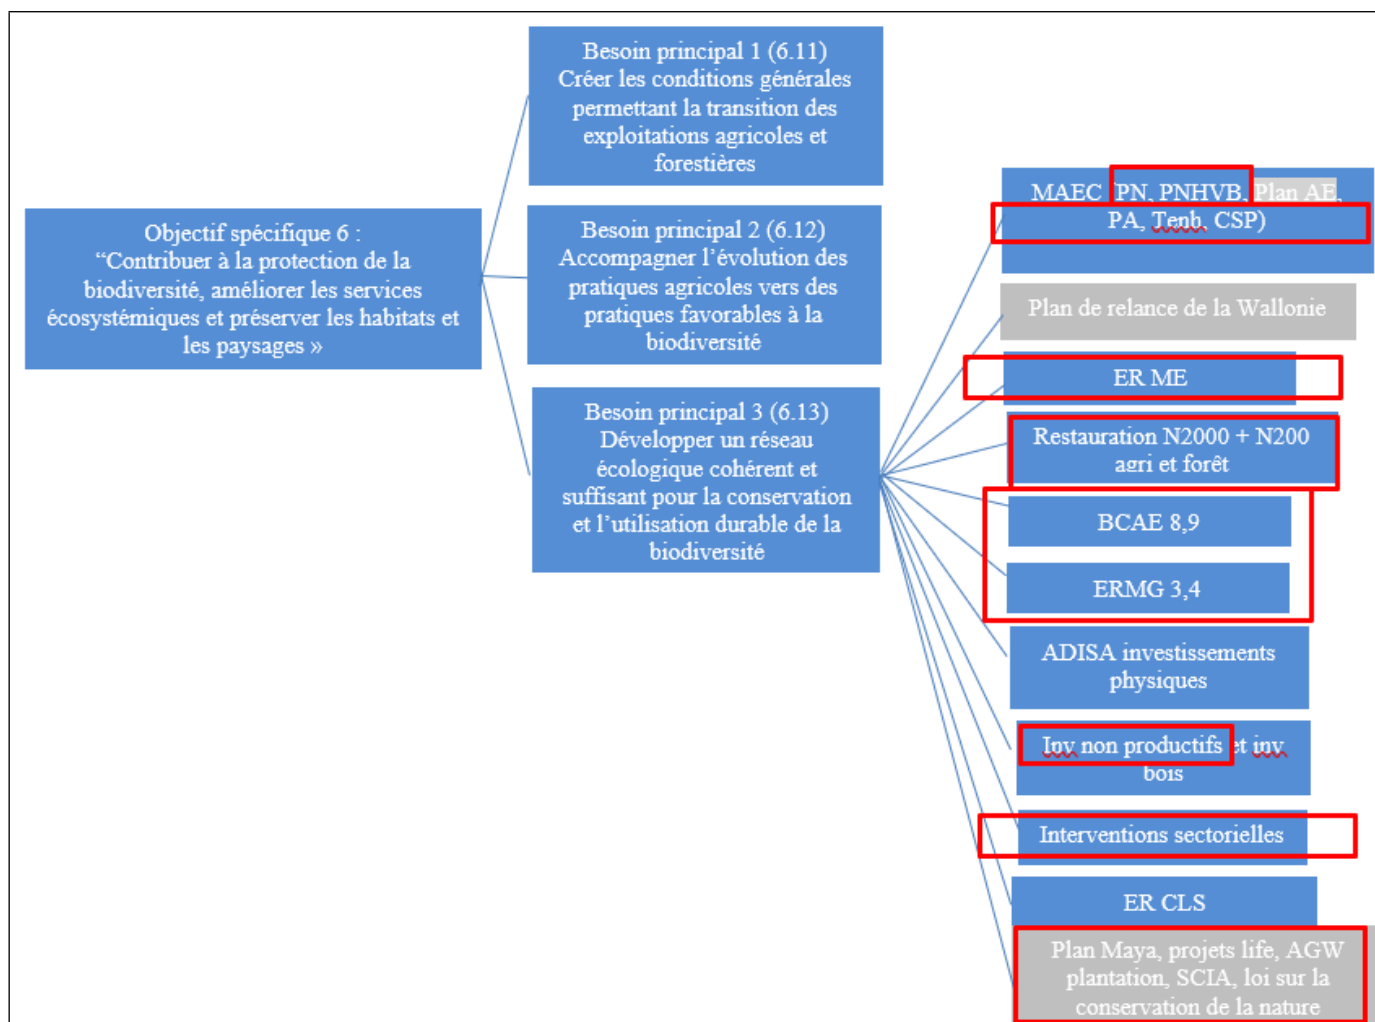 Objectif spécifique 6 :
“Contribuer à la protection de la
biodiversité, améliorer les services
écosystémiques et préserver les habitats et
les paysages »
Besoin principal 1 (6.11)
Créer les conditions générales
permettant la transition des
exploitations agricoles et
forestières
Besoin principal 2 (6.12)
Accompagner l’évolution des
pratiques agricoles vers des
pratiques favorables à la
biodiversité
Besoin principal 3 (6.13)
Développer un réseau
écologique cohérent et
suffisant pour la conservation
et l’utilisation durable de la
biodiversité
MAEC (PN, PNHVB, Plan AE,
PA, Tenh, CSP)
Plan de relance de la Wallonie
ER ME
Restauration N2000 + N200
agri et forêt
BCAE 8,9
ERMG 3,4
ADISA investissements
physiques
Inv non productifs et inv
bois
Interventions sectorielles
ER CLS
Plan Maya, projets life, AGW
plantation, SCIA, loi sur la
conservation de la nature